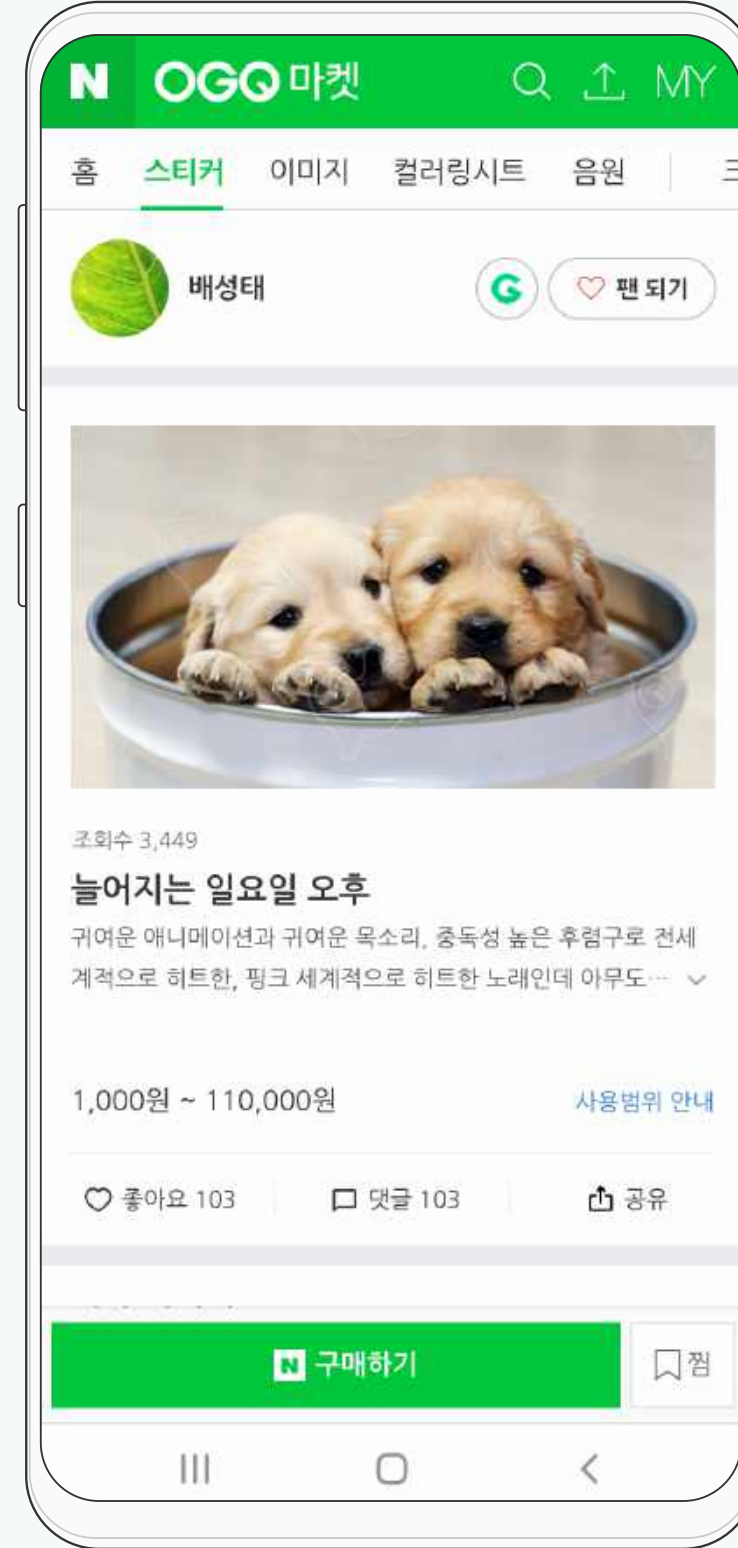 N OGQ 마켓 MY
홈 스티커 이미지 컬러링시트 음원
배성태 G 팬 되기
조회수 3,449
늘어지는 일요일 오후
귀여운 애니메이션과 귀여운 목소리, 중독성 높은 후렴구로 전세
계적으로 히트한, 핑크 세계적으로 히트한 노래인데 아무도…
1,000원 ~ 110,000원 사용범위 안내
좋아요 103 댓글 103 공유
N 구매하기 찜